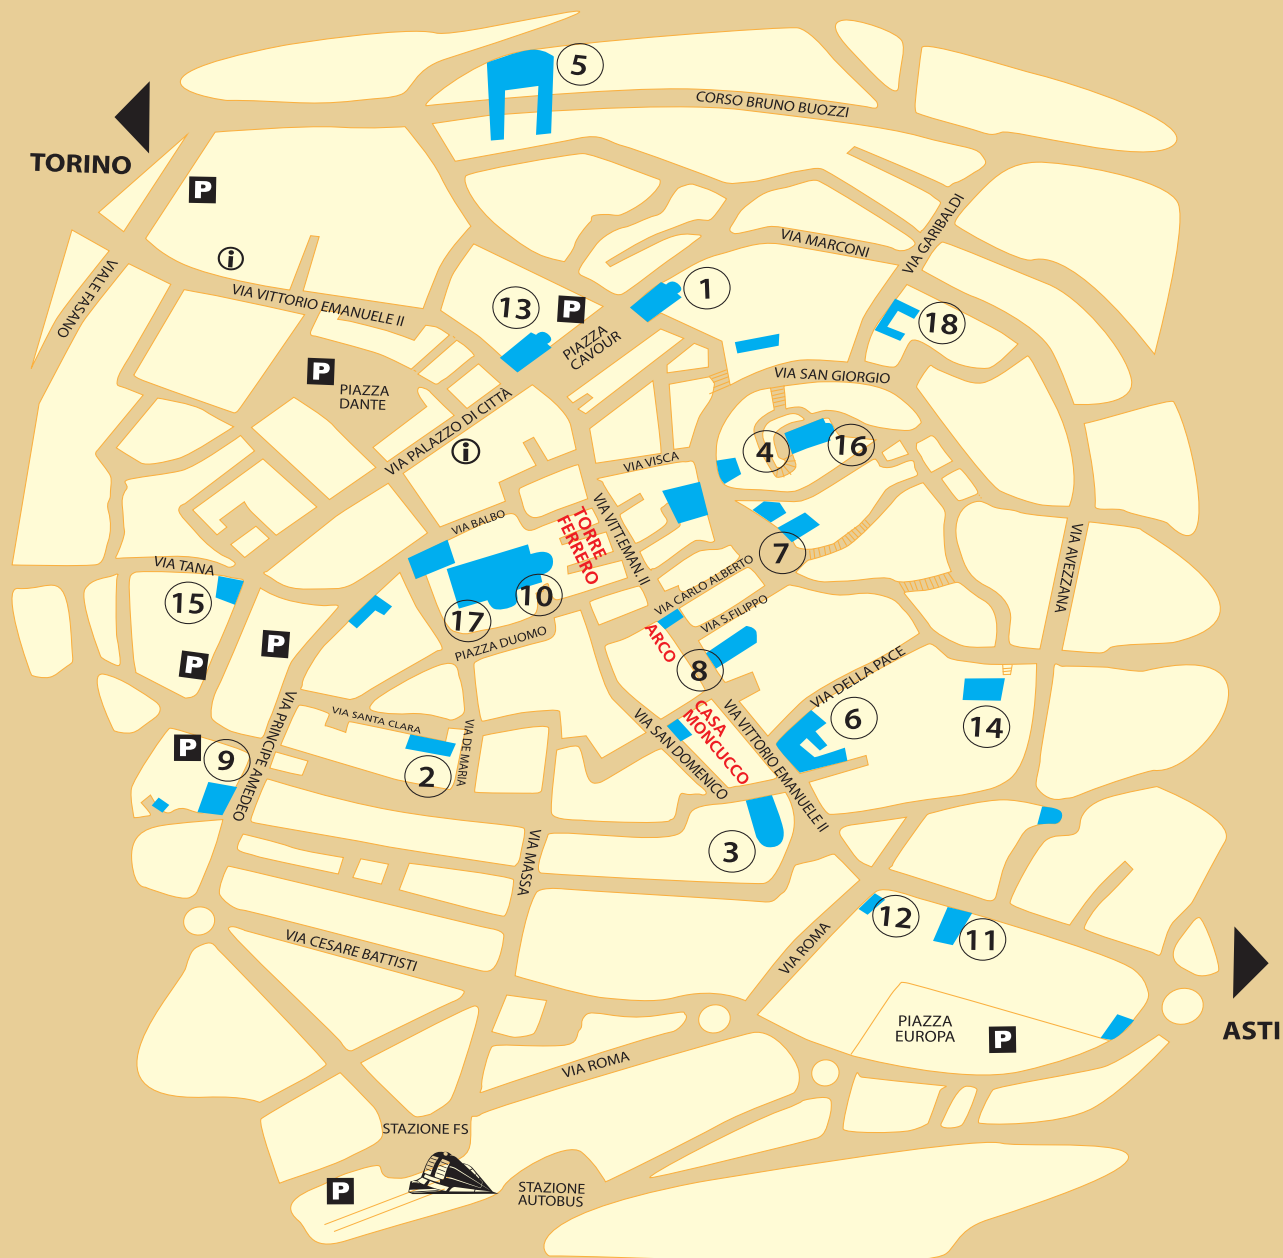 5
CORSO BRUNO BUOZZI
TORINO
P
VIA GARIBALDI
VIA MARCONI
i
VIALE FASANO
VIA VITTORIO EMANUELE II
13
P
1
18
PIAZZA
CAVOUR
P
PIAZZA
DANTE
VIA SAN GIORGIO
VIA PALAZZO DI CITTÀ
i
4
16
VIA VISCA
VIA BALBO
TORRE
FERRERO
VIA VITT.EMAN. II
7
VIA AVEZZANA
VIA TANA
15
10
17
VIA CARLO ALBERTO
VIA S.FILIPPO
PIAZZA DUOMO
ARCO
P
P
8
VIA DELLA PACE
14
VIA PRINCIPE AMEDEO
VIA SANTA CLARA
VIA DE MARIA
VIA SAN DOMENICO
CASA
MONCUCCO
VIA VITTORIO EMANUELE II
6
P
9
2
3
VIA MASSA
12
11
VIA CESARE BATTISTI
VIA ROMA
PIAZZA
EUROPA
P
ASTI
VIA ROMA
STAZIONE FS
P
STAZIONE
AUTOBUS